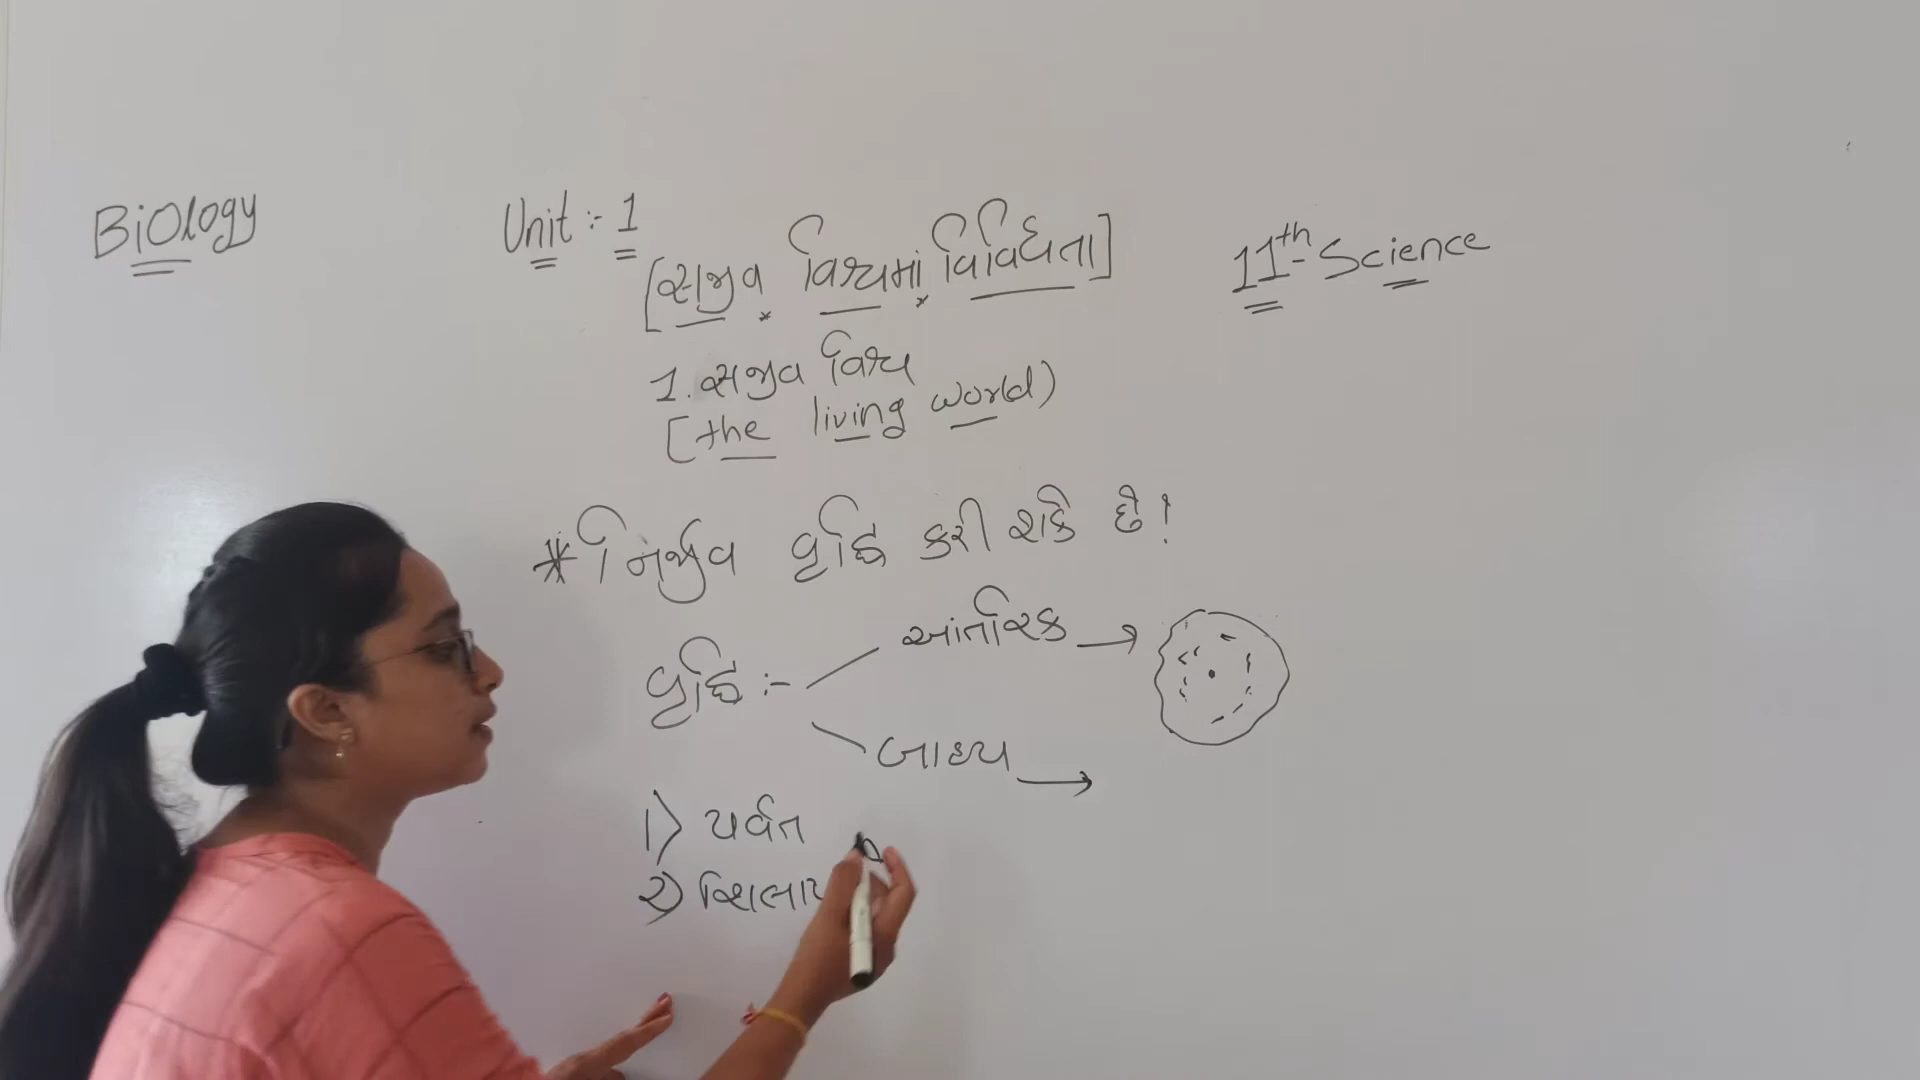 Biology
Unit :- 1
[સજીવ વિશ્વમાં વિવિધતા]
11th Science
1. સજીવ વિશ્વ
[the living world)
* નિર્જીવ વૃદ્ધિ કરી શકે છે!
વૃદ્ધિ :-
આંતરિક
બાહ્ય
1) પર્વત
૨)